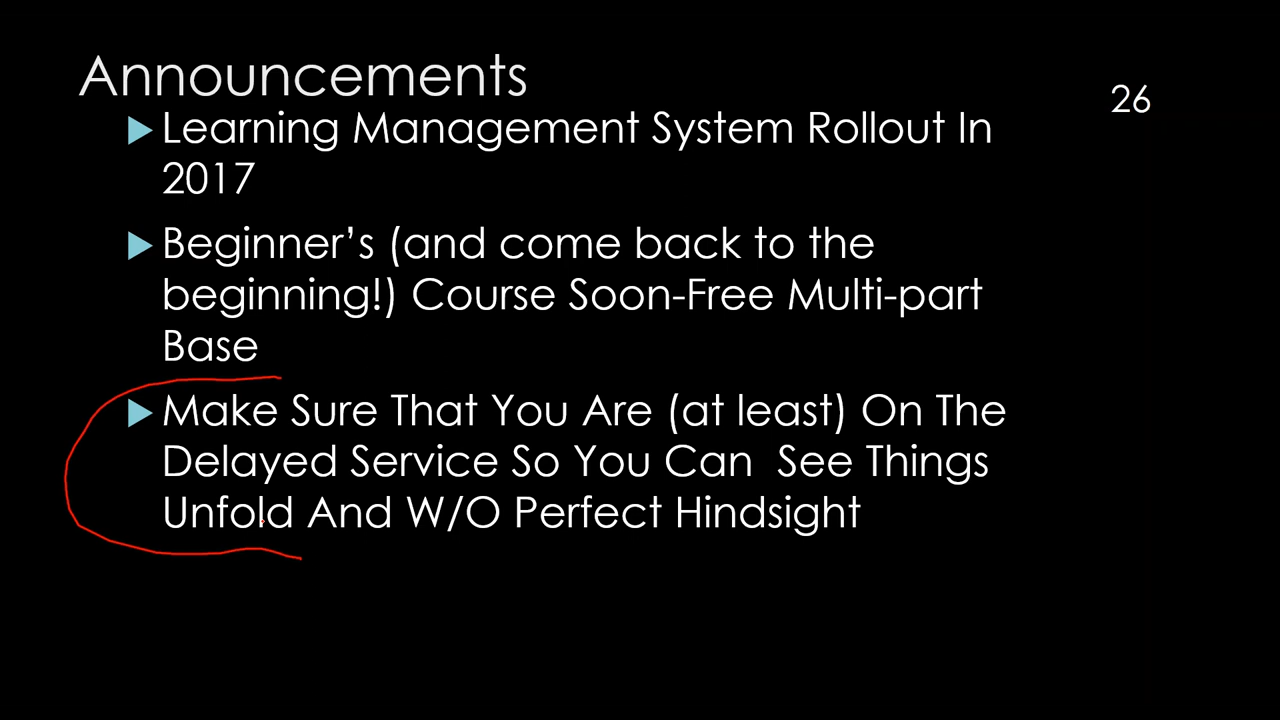 Announcements
26
Learning Management System Rollout In
2017
Beginner's (and come back to the
beginning!) Course Soon-Free Multi-part
Base
Make Sure That You Are (at least) On The
Delayed Service So You Can  See Things
Unfold And W/O Perfect Hindsight